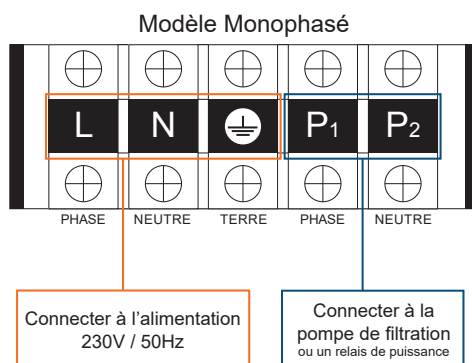 Modèle Monophasé
L N P1 P2
PHASE NEUTRE TERRE PHASE NEUTRE
Connecter à l'alimentation
230V / 50Hz
Connecter à la
pompe de filtration
ou un relais de puissance